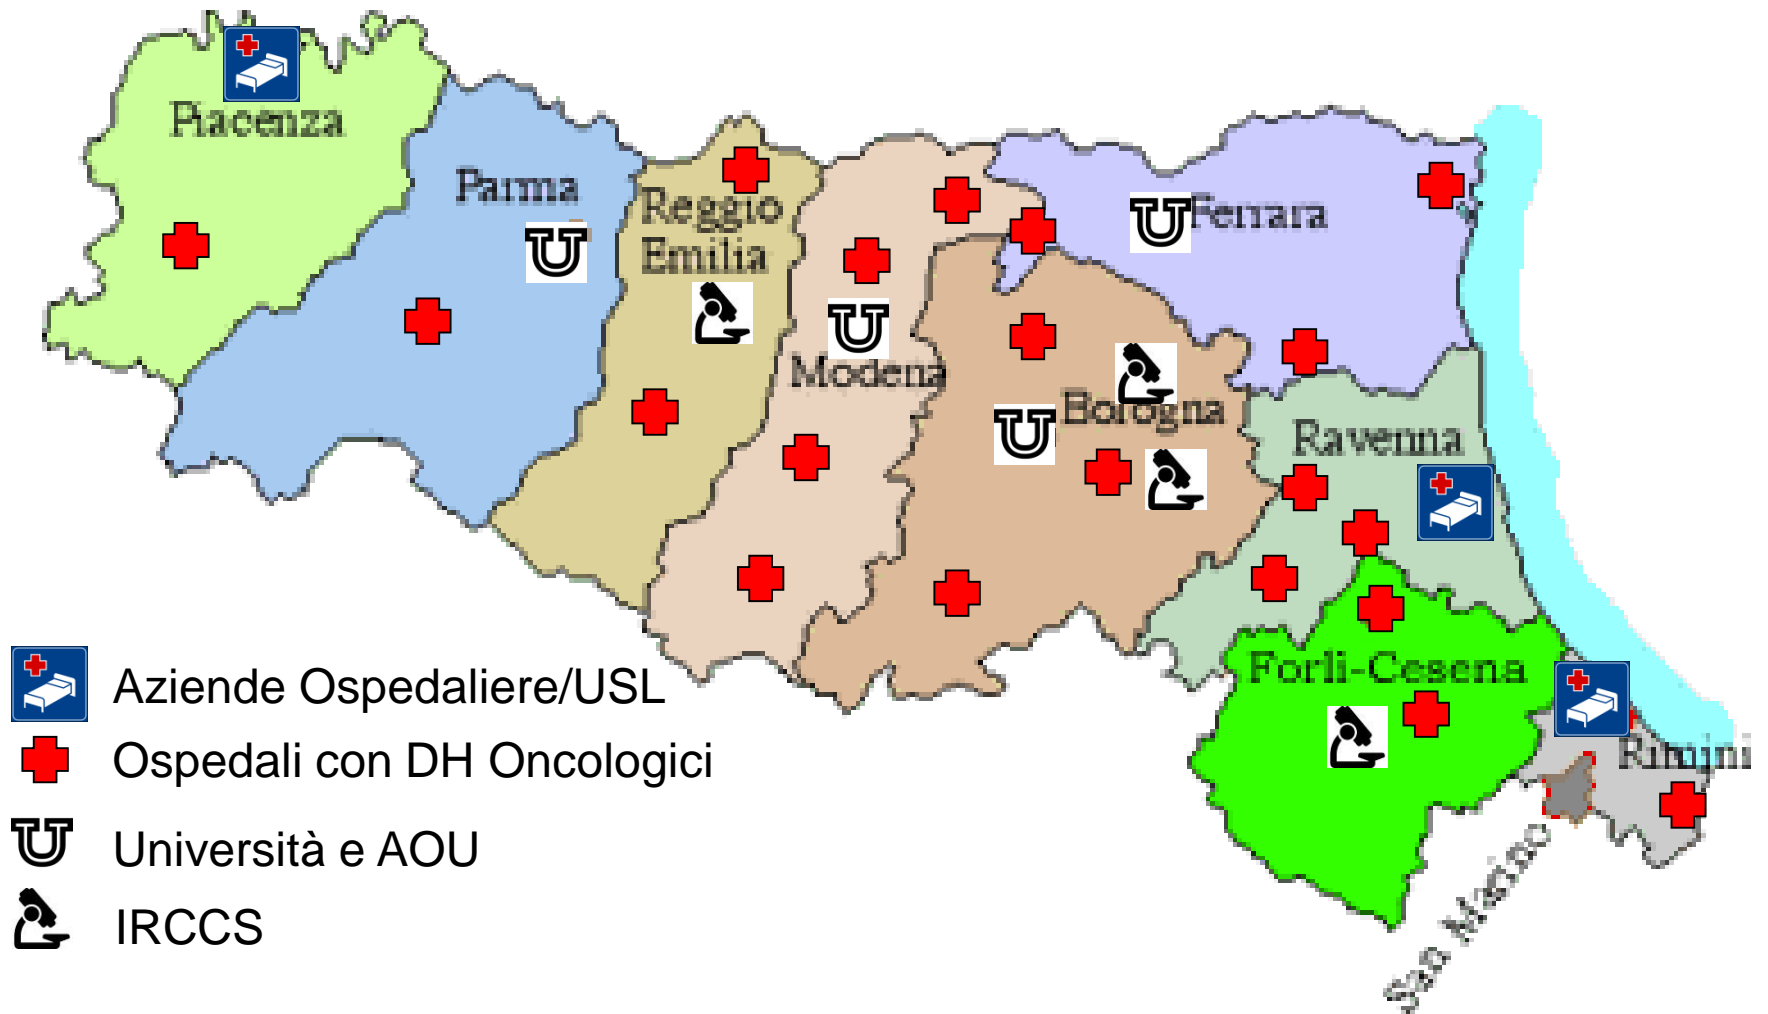 Piacenza
Parma
Reggio
Emilia
Modena
Ferrara
Bologna
Ravenna
Forli-Cesena
Rimini
San Marino
Aziende Ospedaliere/USL
Ospedali con DH Oncologici
Università e AOU
IRCCS